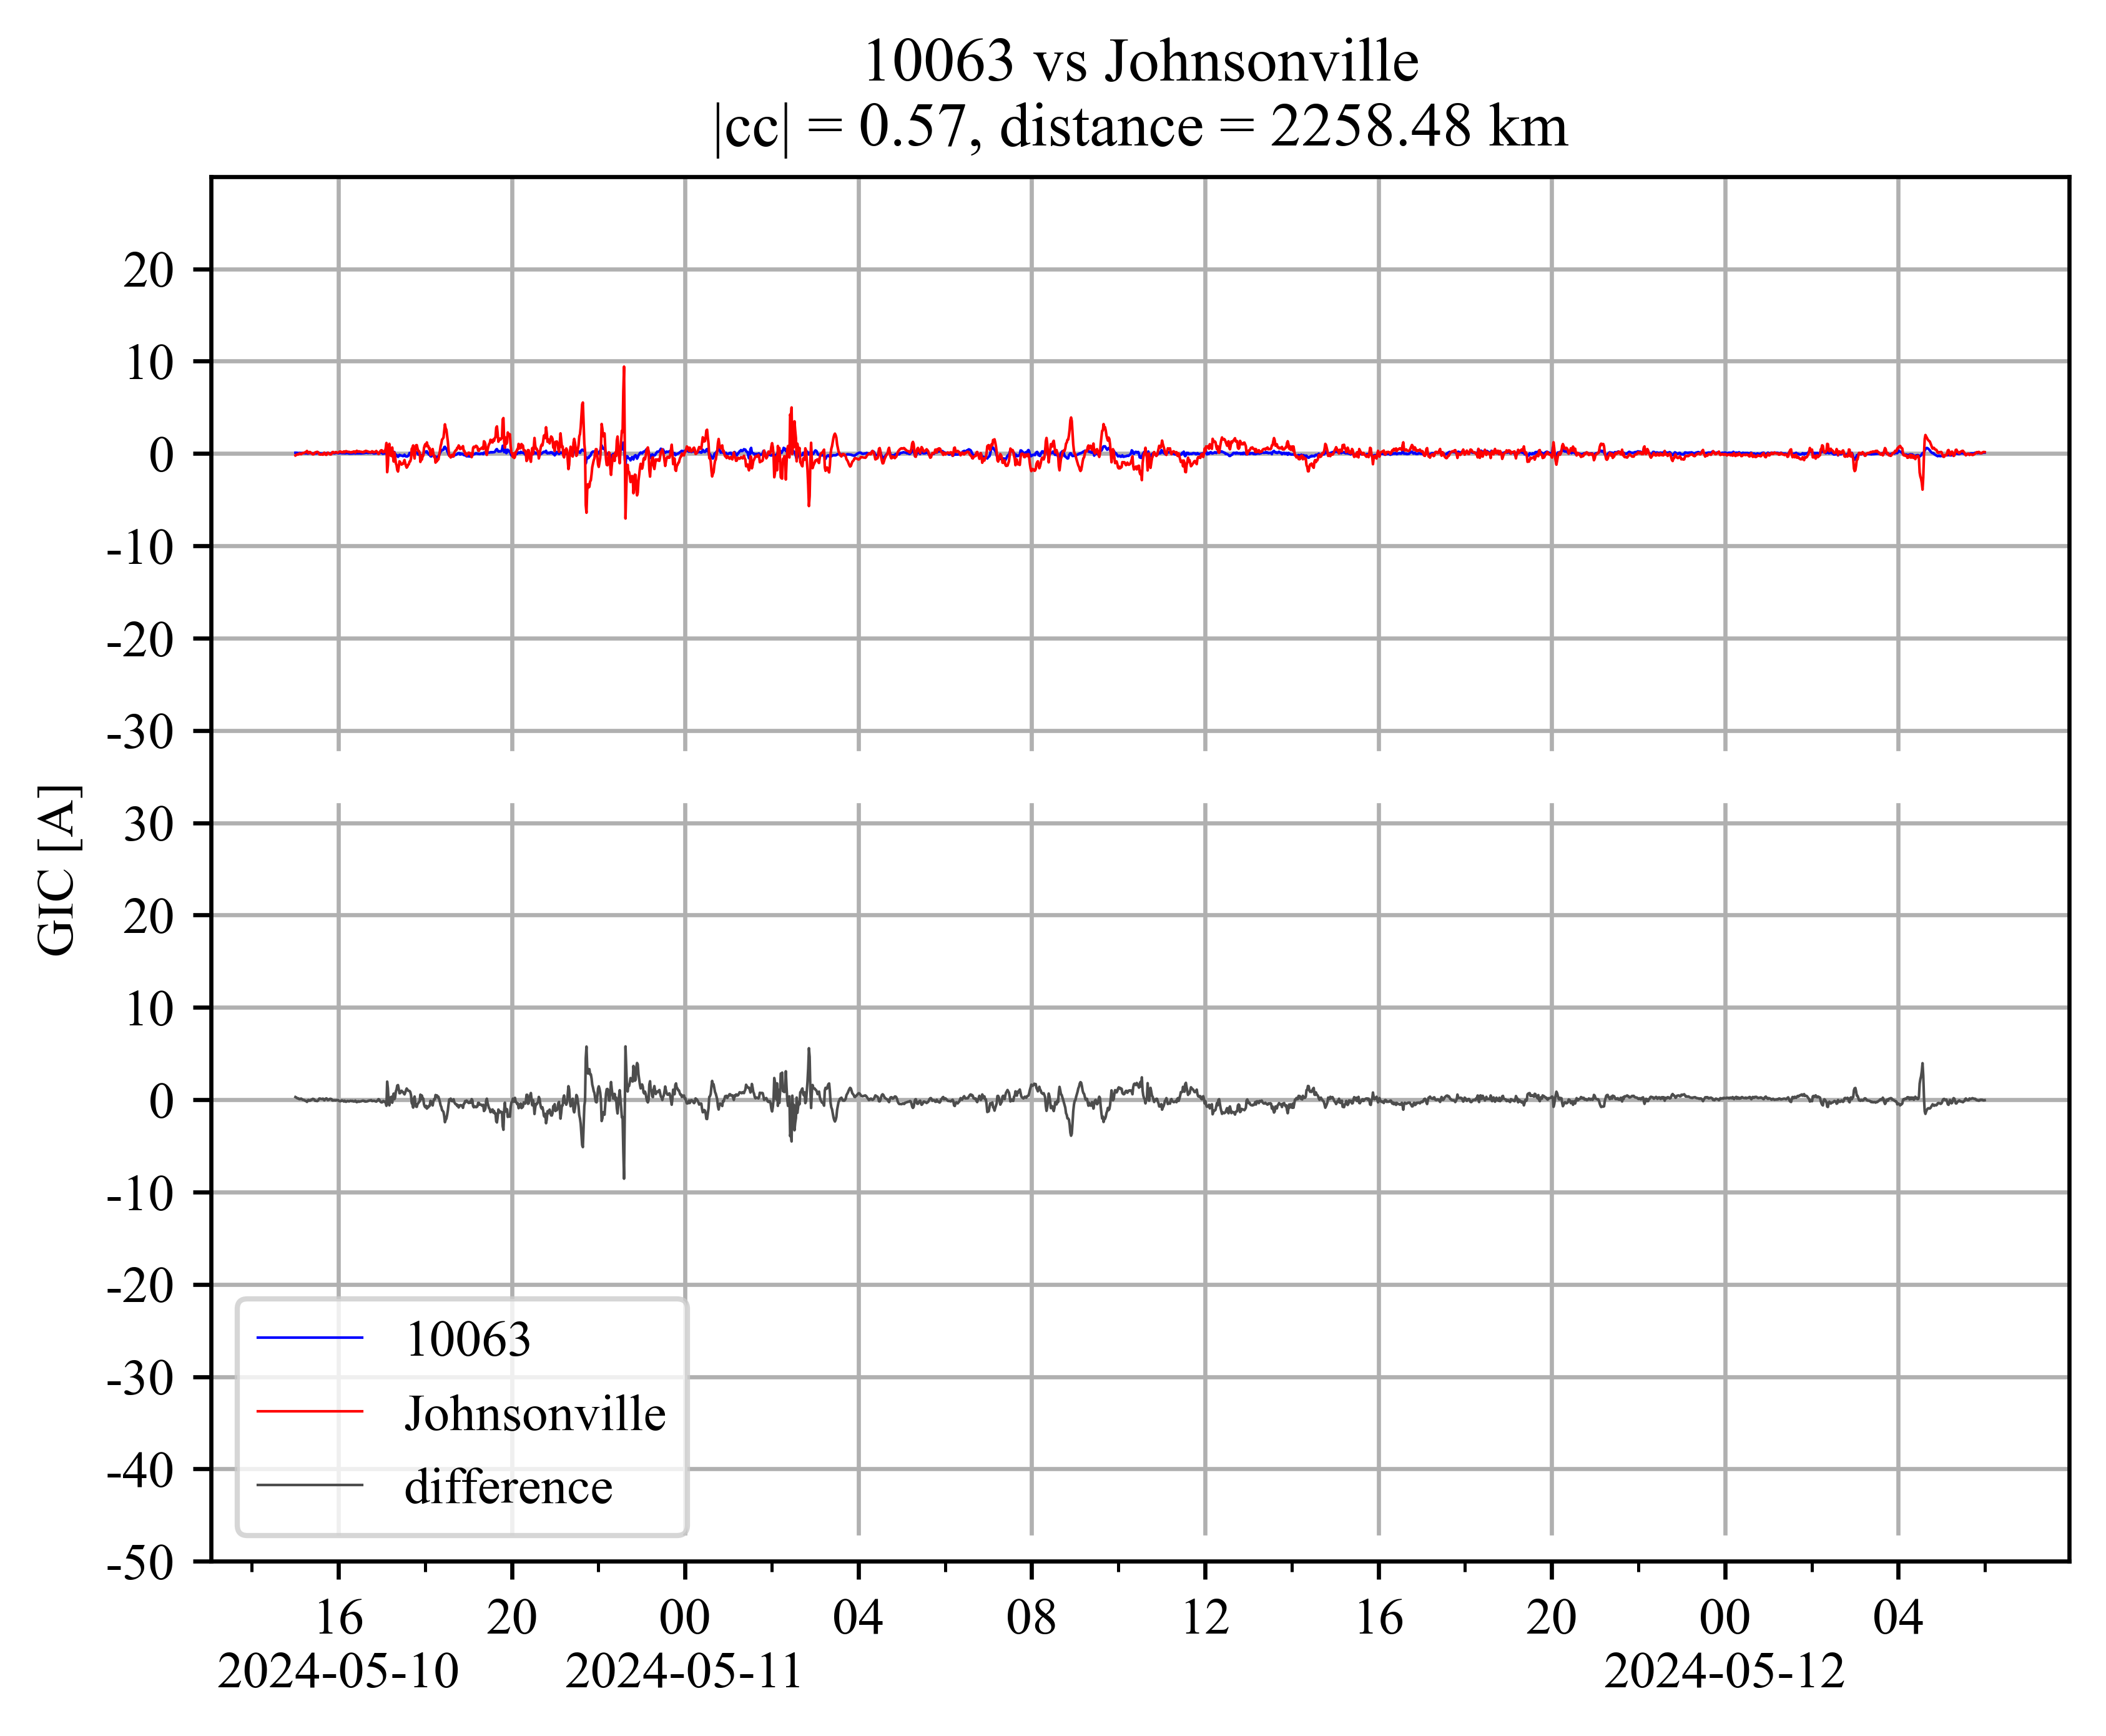 10063 vs Johnsonville
|cc| = 0.57, distance = 2258.48 km
GIC [A]
20
10
0
-10
-20
-30
30
20
10
0
-10
-20
-30
-40
-50
10063
Johnsonville
difference
16 20 00 04 08 12 16 20 00 04
2024-05-10 2024-05-11 2024-05-12